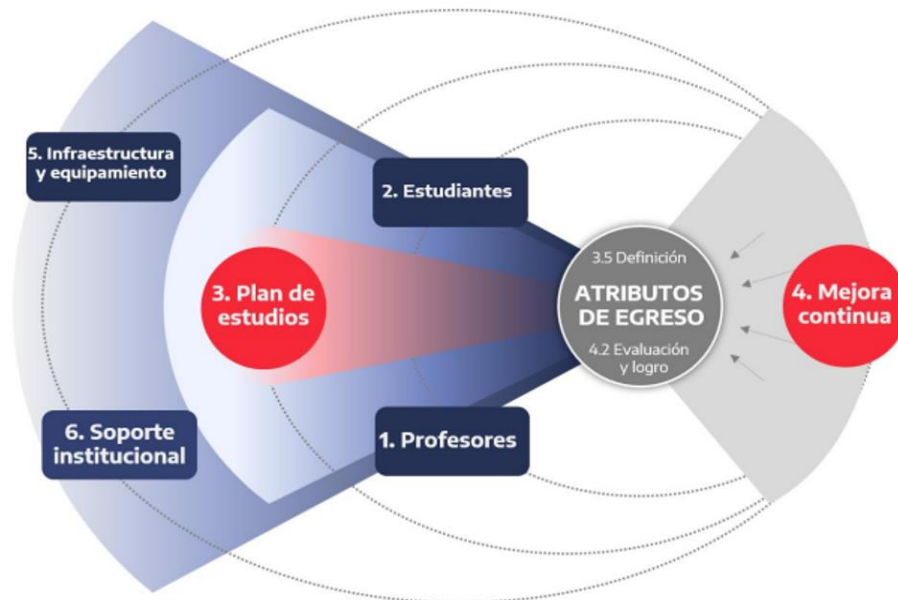 5. Infraestructura
y equipamiento
2. Estudiantes
3. Plan de
estudios
3.5 Definición
ATRIBUTOS
DE EGRESO
4.2 Evaluación
y logro
4. Mejora
continua
6. Soporte
institucional
1. Profesores